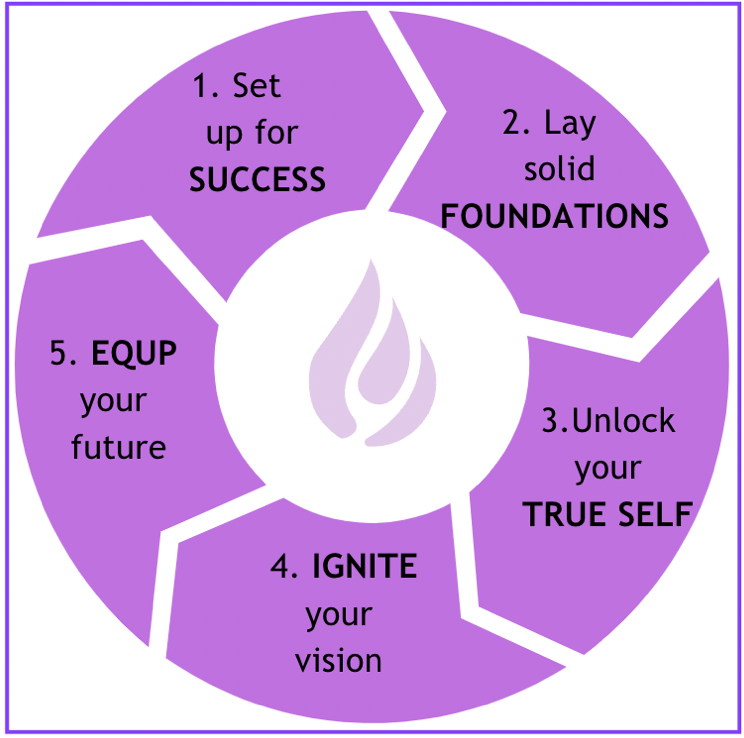 1. Set
up for
SUCCESS
2. Lay
solid
FOUNDATIONS
3.Unlock
your
TRUE SELF
4. IGNITE
your
vision
5. EQUP
your
future